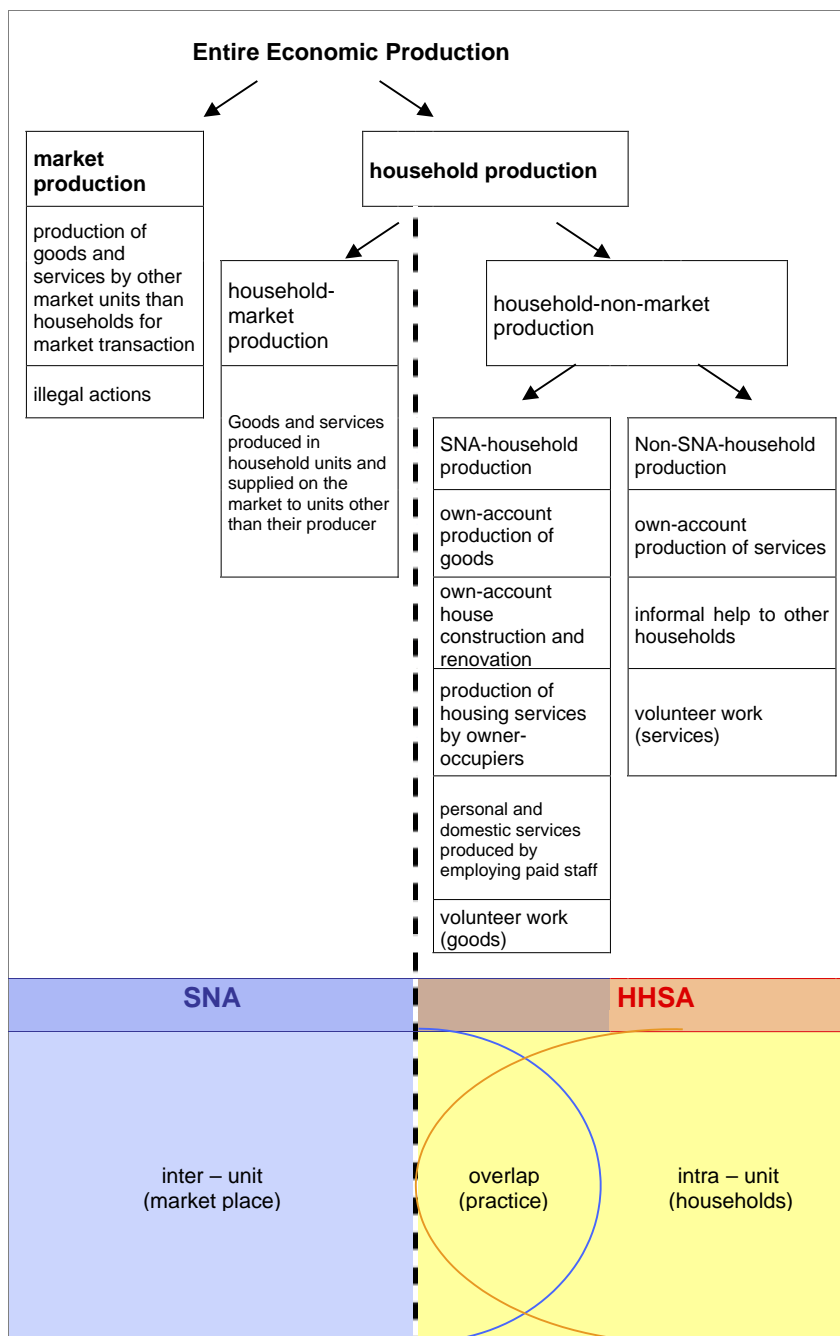 Entire Economic Production
market
production
household production
production of
goods and
services by other
market units than
households for
market transaction
illegal actions
household-
market
production
Goods and services
produced in
household units and
supplied on the
market to units other
than their producer
household-non-market
production
SNA-household
production
own-account
production of
goods
own-account
house
construction and
renovation
production of
housing services
by owner-
occupiers
personal and
domestic services
produced by
employing paid staff
volunteer work
(goods)
Non-SNA-household
production
own-account
production of services
informal help to other
households
volunteer work
(services)
SNA
HHSA
inter – unit
(market place)
overlap
(practice)
intra – unit
(households)